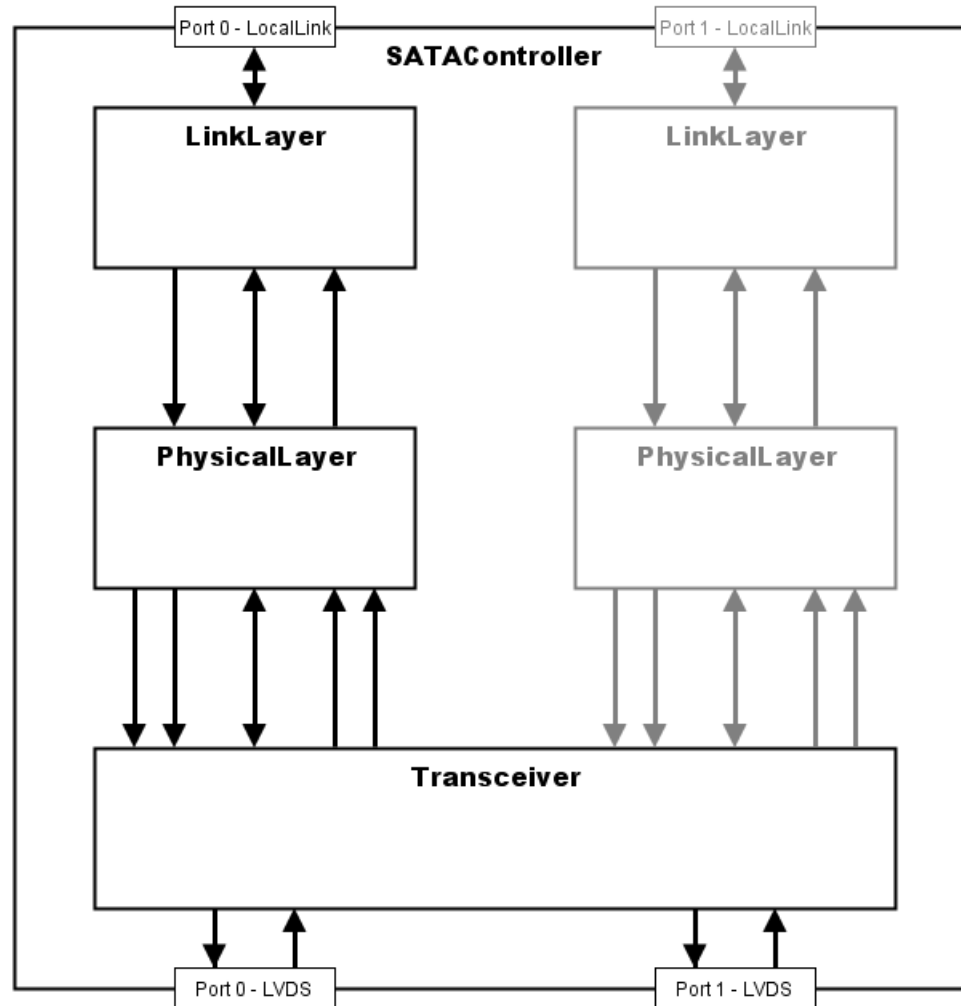 Port 0 - LocalLink
Port 1 - LocalLink
SATAController
LinkLayer
LinkLayer
PhysicalLayer
PhysicalLayer
Transceiver
Port 0 - LVDS
Port 1 - LVDS